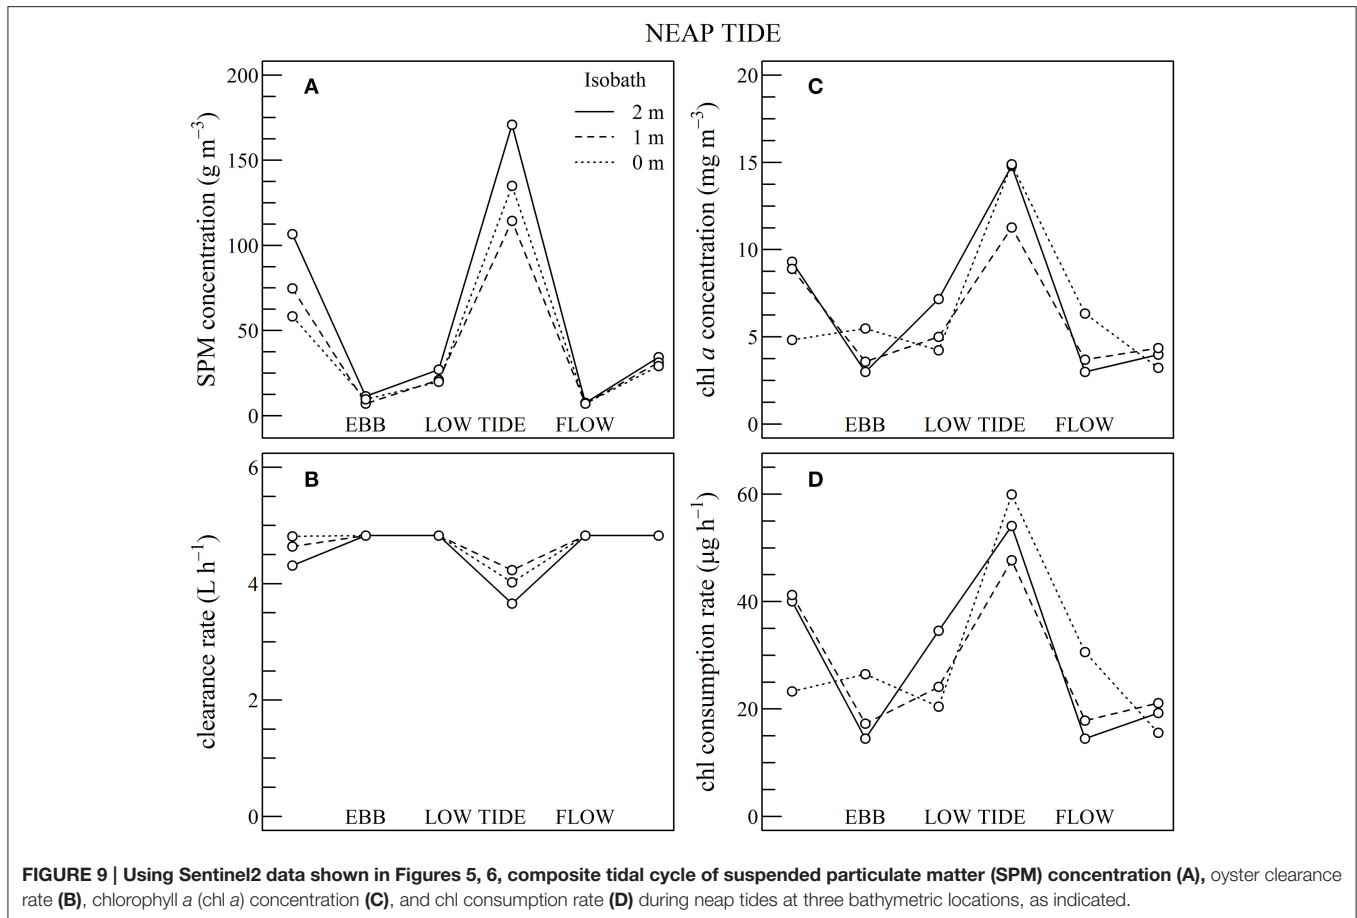 NEAP TIDE
A
Isobath
2 m
1 m
0 m
SPM concentration (g m⁻³)
200
150
100
50
0
EBB LOW TIDE FLOW
C
chl a concentration (mg m⁻³)
20
15
10
5
0
EBB LOW TIDE FLOW
B
clearance rate (L h⁻¹)
6
4
2
0
EBB LOW TIDE FLOW
D
chl consumption rate (µg h⁻¹)
60
40
20
0
EBB LOW TIDE FLOW
FIGURE 9 | Using Sentinel2 data shown in Figures 5, 6, composite tidal cycle of suspended particulate matter (SPM) concentration (A), oyster clearance
rate (B), chlorophyll a (chl a) concentration (C), and chl consumption rate (D) during neap tides at three bathymetric locations, as indicated.